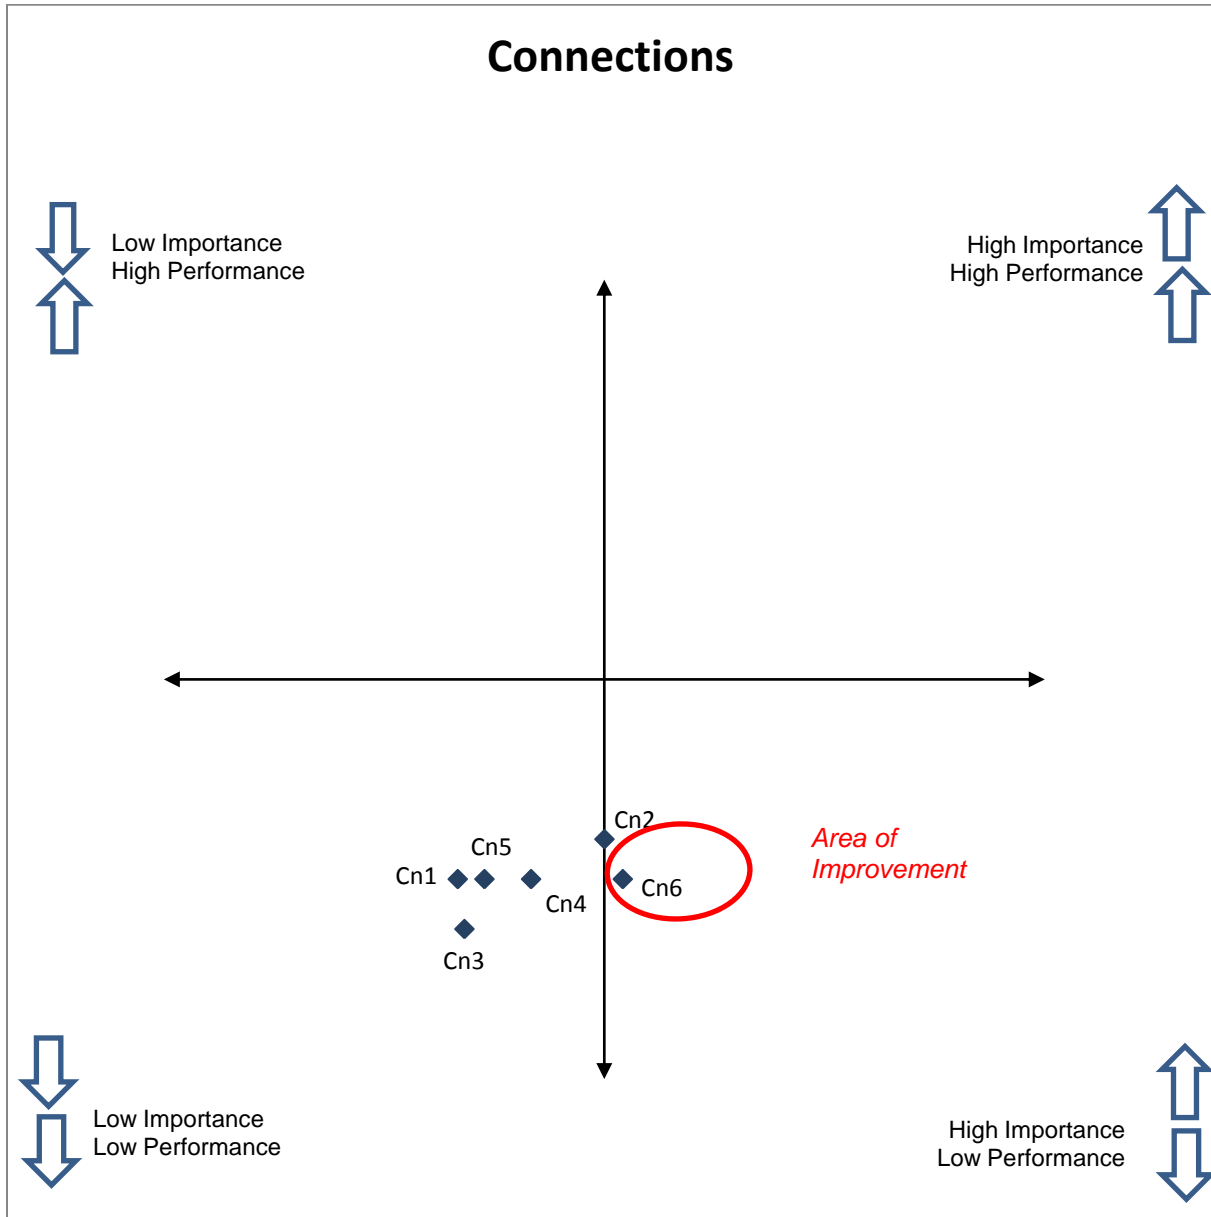 Connections
Low Importance
High Performance
High Importance
High Performance
Cn2
Cn5
Cn1
Cn4
Cn6
Cn3
Area of
Improvement
Low Importance
Low Performance
High Importance
Low Performance